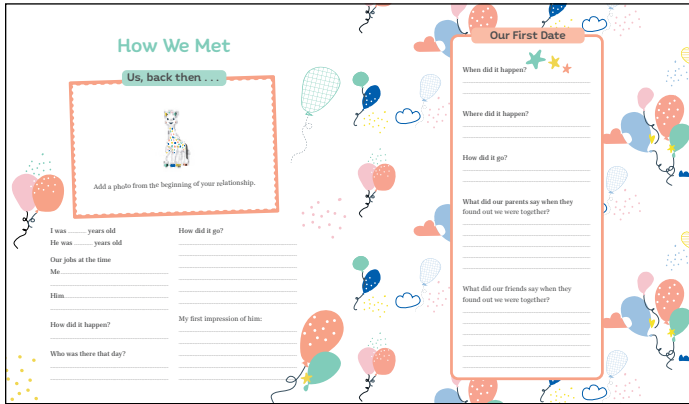 How We Met
Us, back then . . .
Add a photo from the beginning of your relationship.
I was ........ years old
He was ........ years old
Our jobs at the time
Me
Him
How did it happen?
Who was there that day?
How did it go?
My first impression of him:
Our First Date
When did it happen?
Where did it happen?
How did it go?
What did our parents say when they
found out we were together?
What did our friends say when they
found out we were together?